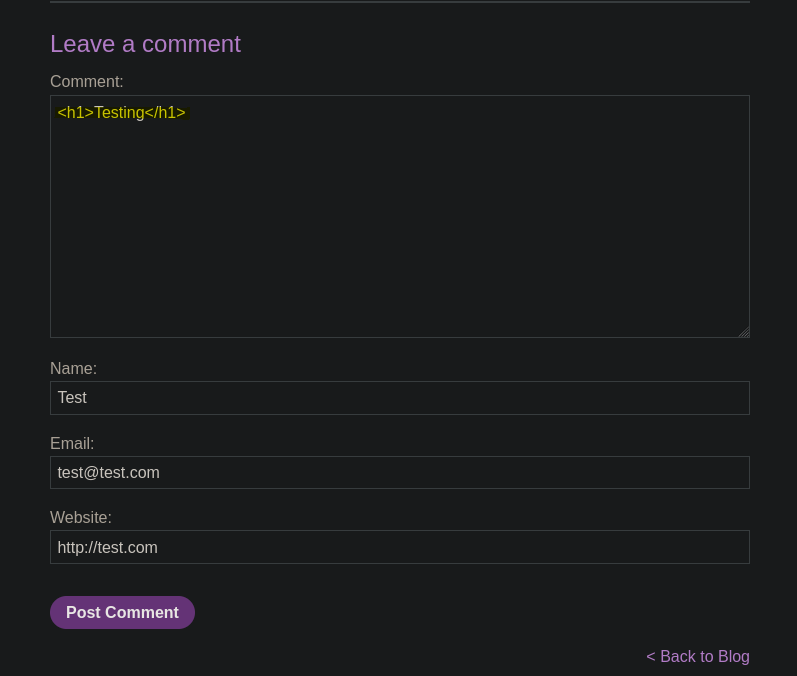 Leave a comment
Comment:
<h1>Testing</h1>
Name:
Test
Email:
test@test.com
Website:
http://test.com
Post Comment
< Back to Blog